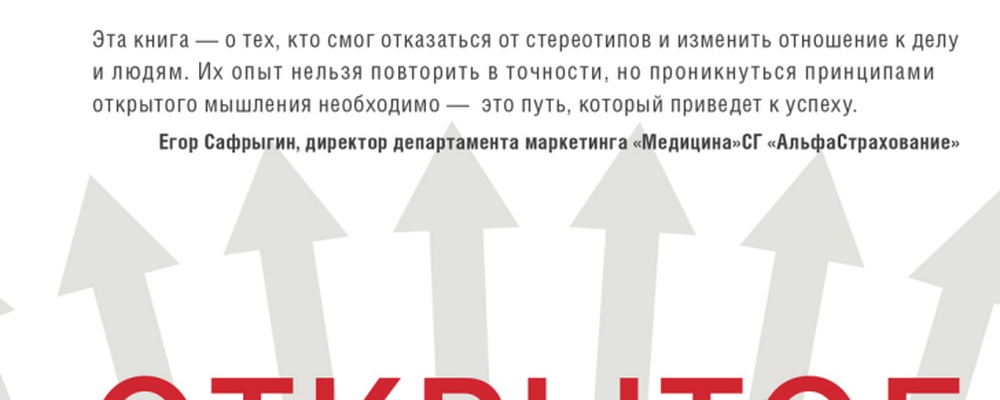 Эта книга — о тех, кто смог отказаться от стереотипов и изменить отношение к делу
и людям. Их опыт нельзя повторить в точности, но проникнуться принципами
открытого мышления необходимо — это путь, который приведет к успеху.
Егор Сафрыгин, директор департамента маркетинга «Медицина»СГ «АльфаСтрахование»
ОТКРЫТОЕ